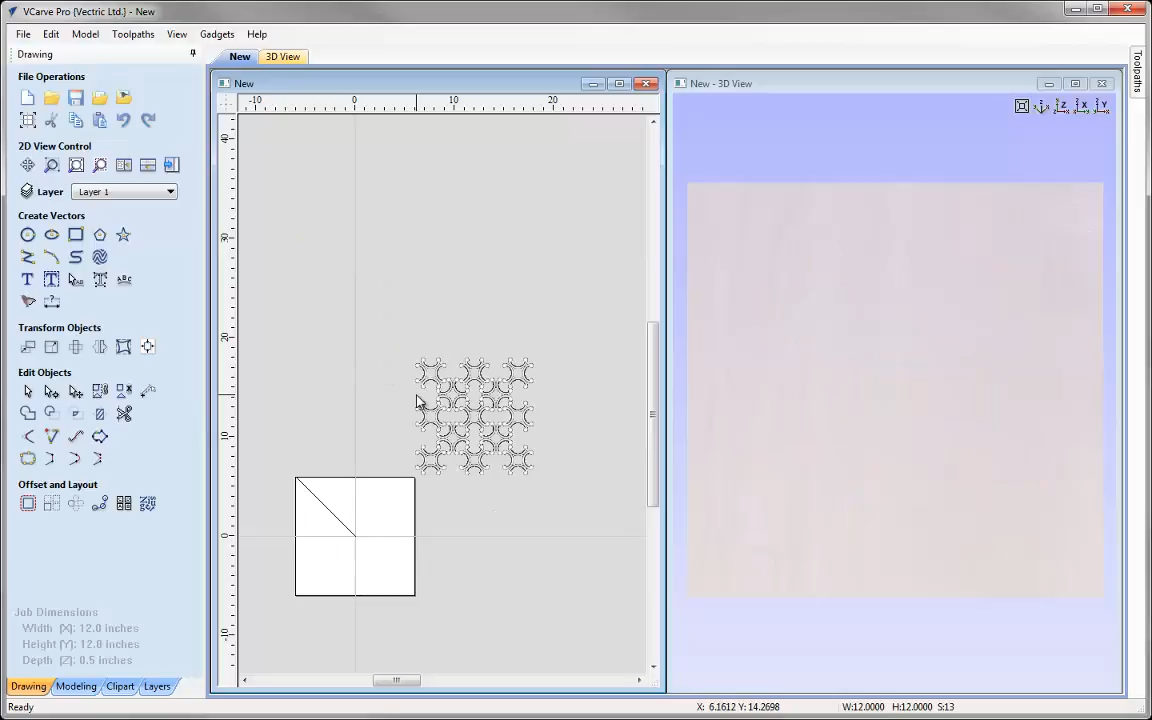 VCarve Pro {Vectric Ltd.} - New
File Edit Model Toolpaths View Gadgets Help
Drawing
New 3D View
File Operations
2D View Control
Layer Layer 1
Create Vectors
Transform Objects
Edit Objects
Offset and Layout
Job Dimensions
Width (X): 12.0 inches
Height (Y): 12.0 inches
Depth (Z): 0.5 inches
Drawing Modeling Clipart Layers
Ready
New
-10 0 10 20
40
30
20
10
0
-10
New - 3D View
Z X Y
Toolpaths
X: 6.1612 Y: 14.2698
W:12.0000 H:12.0000 S:13